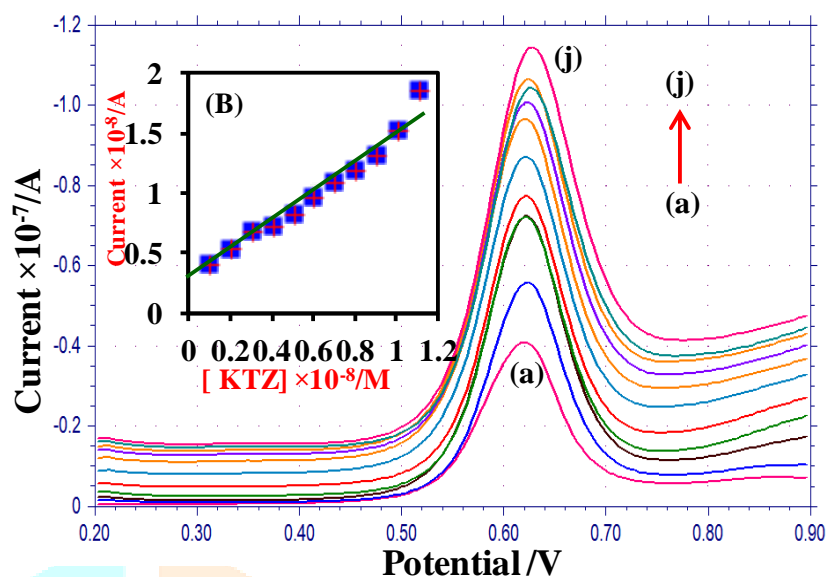 -1.2
-1.0
-0.8
-0.6
-0.4
-0.2
0
Current ×10-7/A
0.20
0.30
0.40
0.50
0.60
0.70
0.80
0.90
Potential /V
(j)
(a)
(j)
(a)
(B)
2
1.5
1
0.5
0
Current ×10-8/A
0 0.2 0.4 0.6 0.8 1 1.2
[ KTZ] ×10-8/M